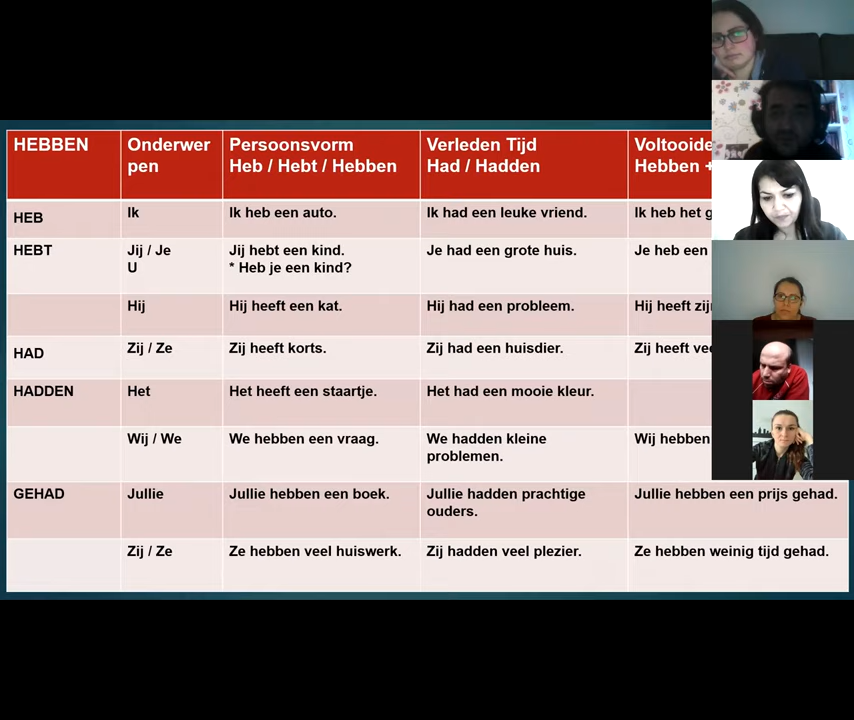 HEBBEN
Onderwer
pen
Persoonsvorm
Heb / Hebt / Hebben
Verleden Tijd
Had / Hadden
Hebben +
HEB
Ik
Ik heb een auto.
Ik had een leuke vriend.
Ik heb het
HEBT
Jij / Je
U
Jij hebt een kind.
* Heb je een kind?
Je had een grote huis.
Je heb een
Hij
Hij heeft een kat.
Hij had een probleem.
Hij heeft
HAD
Zij / Ze
Zij heeft korts.
Zij had een huisdier.
Zij heeft
HADDEN
Het
Het heeft een staartje.
Het had een mooie kleur.
Wij / We
We hebben een vraag.
We hadden kleine
problemen.
Wij hebben
GEHAD
Jullie
Jullie hebben een boek.
Jullie hadden prachtige
ouders.
Jullie hebben een prijs gehad.
Zij / Ze
Ze hebben veel huiswerk.
Zij hadden veel plezier.
Ze hebben weinig tijd gehad.